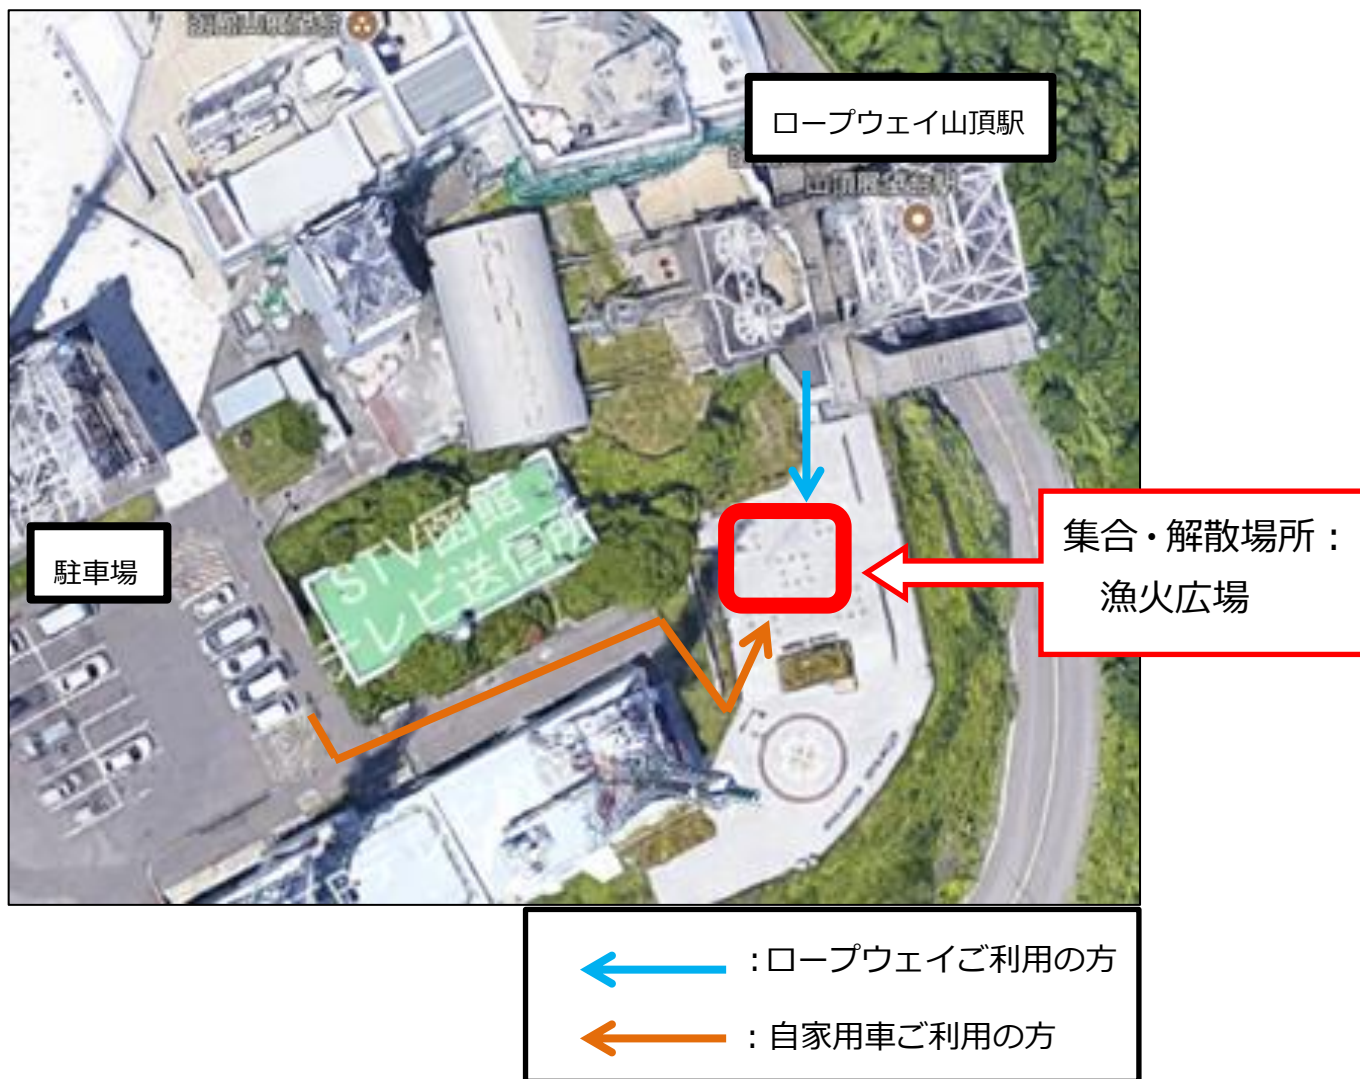 ロープウェイ山頂駅
駐車場
STV函館
テレビ送信所
集合・解散場所：
漁火広場
：ロープウェイご利用の方
：自家用車ご利用の方